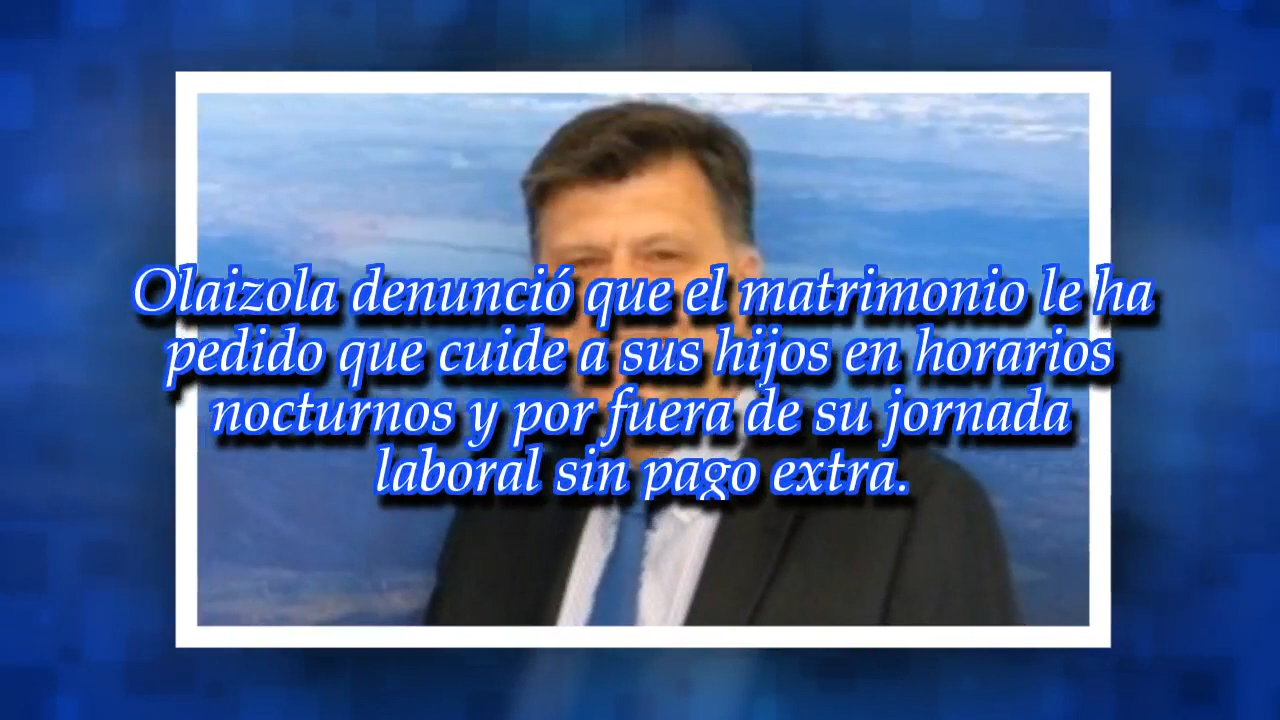 Olaizola denunció que el matrimonio le ha
pedido que cuide a sus hijos en horarios
nocturnos y por fuera de su jornada
laboral sin pago extra.